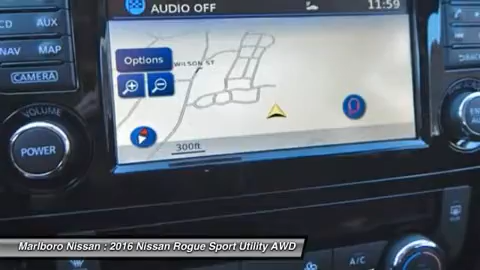 AUDIO OFF
11:59
CD
AUX
WILSON ST
Options
NAV
MAP
CAMERA
VOLUME
POWER
300ft
A/C
Marlboro Nissan : 2016 Nissan Rogue Sport Utility AWD